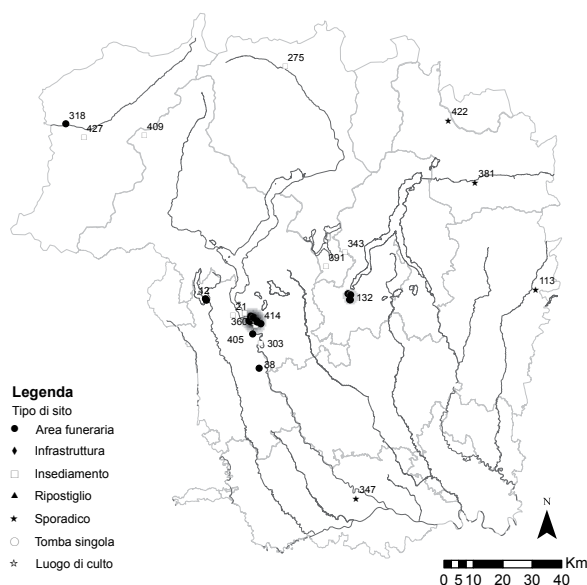 275
318
427
409
422
381
343
391
113
12
132
21
414
405
303
38
347
Legenda
Tipo di sito
Area funeraria
Infrastruttura
Insediamento
Ripostiglio
Sporadico
Tomba singola
Luogo di culto
N
Km
0 5 10 20 30 40